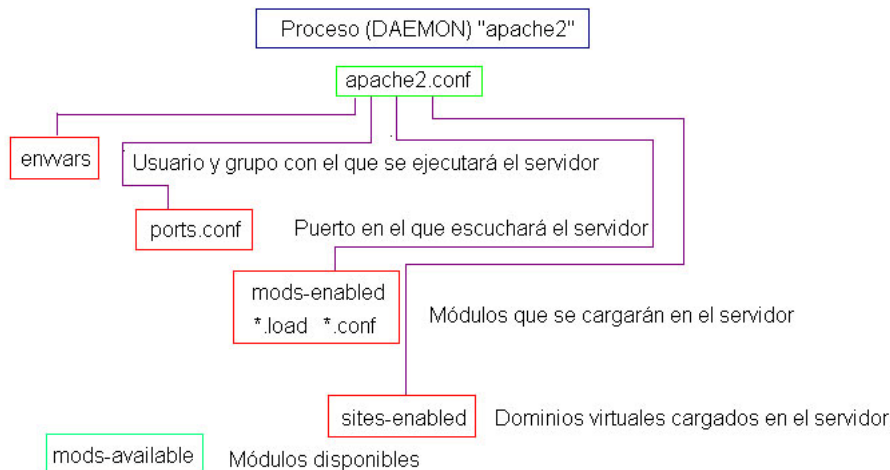 Proceso (DAEMON) "apache2"
apache2.conf
envvars
Usuario y grupo con el que se ejecutará el servidor
ports.conf
Puerto en el que escuchará el servidor
mods-enabled
*.load *.conf
Módulos que se cargarán en el servidor
sites-enabled
Dominios virtuales cargados en el servidor
mods-available
Módulos disponibles